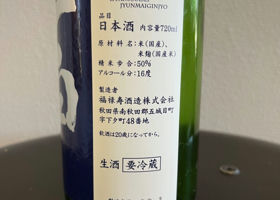 JYUNMAIGINJYO
品目
日本酒 内容量720ml
原材料名:米(国産)、
米麹(国産米)
精米歩合:50%
アルコール分:16度
製造者
福禄寿酒造株式会社
秋田県南秋田郡五城目町
字下夕町48番地
飲酒は20歳になってから。
生酒 要冷蔵